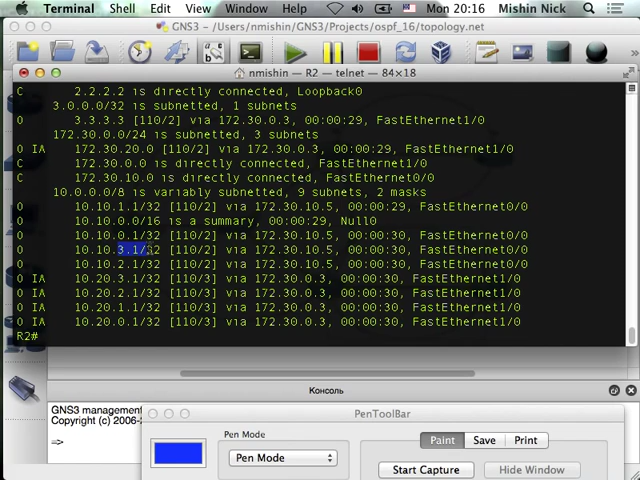 Terminal Shell Edit View Window Help Mon 20:16 Mishin Nick
GNS3 — /Users/nmishin/GNS3/Projects/ospf_16/topology.net
nmishin — R2 — telnet — 84×18
C 2.2.2.2 is directly connected, Loopback0
3.0.0.0/32 is subnetted, 1 subnets
O 3.3.3.3 [110/2] via 172.30.0.3, 00:00:29, FastEthernet1/0
172.30.0.0/24 is subnetted, 3 subnets
O IA 172.30.20.0 [110/2] via 172.30.0.3, 00:00:29, FastEthernet1/0
C 172.30.0.0 is directly connected, FastEthernet1/0
C 172.30.10.0 is directly connected, FastEthernet0/0
10.0.0.0/8 is variably subnetted, 9 subnets, 2 masks
O 10.10.1.1/32 [110/2] via 172.30.10.5, 00:00:29, FastEthernet0/0
O 10.10.0.0/16 is a summary, 00:00:29, Null0
O 10.10.0.1/32 [110/2] via 172.30.10.5, 00:00:30, FastEthernet0/0
O 10.10.3.1/32 [110/2] via 172.30.10.5, 00:00:30, FastEthernet0/0
O 10.10.2.1/32 [110/2] via 172.30.10.5, 00:00:30, FastEthernet0/0
O IA 10.20.3.1/32 [110/3] via 172.30.0.3, 00:00:30, FastEthernet1/0
O IA 10.20.2.1/32 [110/3] via 172.30.0.3, 00:00:30, FastEthernet1/0
O IA 10.20.1.1/32 [110/3] via 172.30.0.3, 00:00:30, FastEthernet1/0
O IA 10.20.0.1/32 [110/3] via 172.30.0.3, 00:00:30, FastEthernet1/0
R2#
Консоль
GNS3 management
Copyright (c) 2006-
=>
PenToolBar
Pen Mode
Pen Mode
Paint Save Print
Start Capture Hide Window